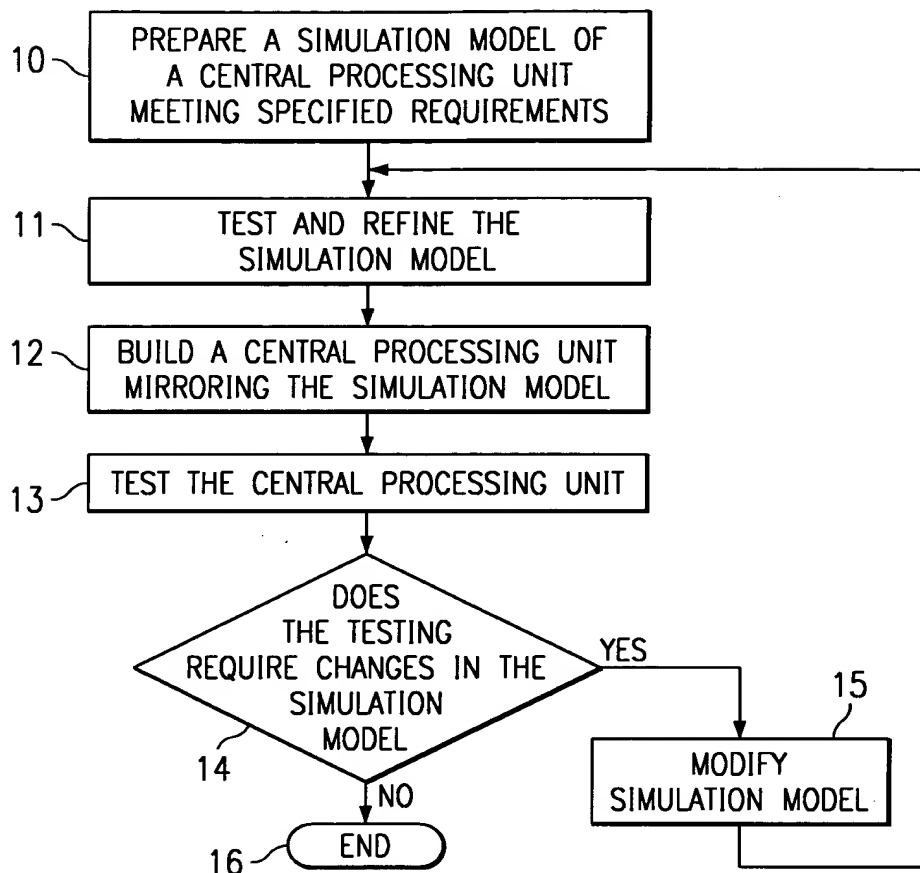 10
PREPARE A SIMULATION MODEL OF
A CENTRAL PROCESSING UNIT
MEETING SPECIFIED REQUIREMENTS
11
TEST AND REFINE THE
SIMULATION MODEL
12
BUILD A CENTRAL PROCESSING UNIT
MIRRORING THE SIMULATION MODEL
13
TEST THE CENTRAL PROCESSING UNIT
DOES
THE TESTING
REQUIRE CHANGES IN THE
SIMULATION
MODEL
14
YES
15
MODIFY
SIMULATION MODEL
NO
16
END